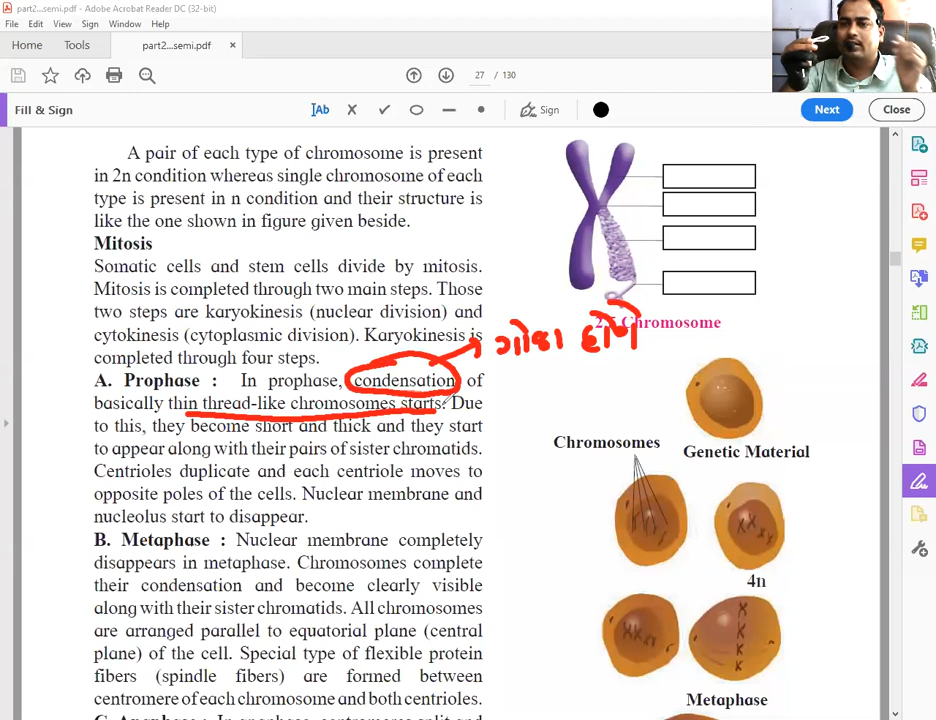 part2...semi.pdf - Adobe Acrobat Reader DC (32-bit)
File Edit View Sign Window Help
Home Tools part2...semi.pdf ×
27 / 130
Fill & Sign
Ab Sign Next Close
A pair of each type of chromosome is present
in 2n condition whereas single chromosome of each
type is present in n condition and their structure is
like the one shown in figure given beside.
Mitosis
Somatic cells and stem cells divide by mitosis.
Mitosis is completed through two main steps. Those
two steps are karyokinesis (nuclear division) and
cytokinesis (cytoplasmic division). Karyokinesis is
completed through four steps.
A. Prophase : In prophase, condensation of
basically thin thread-like chromosomes starts. Due
to this, they become short and thick and they start
to appear along with their pairs of sister chromatids.
Centrioles duplicate and each centriole moves to
opposite poles of the cells. Nuclear membrane and
nucleolus start to disappear.
B. Metaphase : Nuclear membrane completely
disappears in metaphase. Chromosomes complete
their condensation and become clearly visible
along with their sister chromatids. All chromosomes
are arranged parallel to equatorial plane (central
plane) of the cell. Special type of flexible protein
fibers (spindle fibers) are formed between
centromere of each chromosome and both centrioles.
C. Anaphase : In anaphase, centromeres split and
Chromosome
Chromosomes
Genetic Material
4n
Metaphase